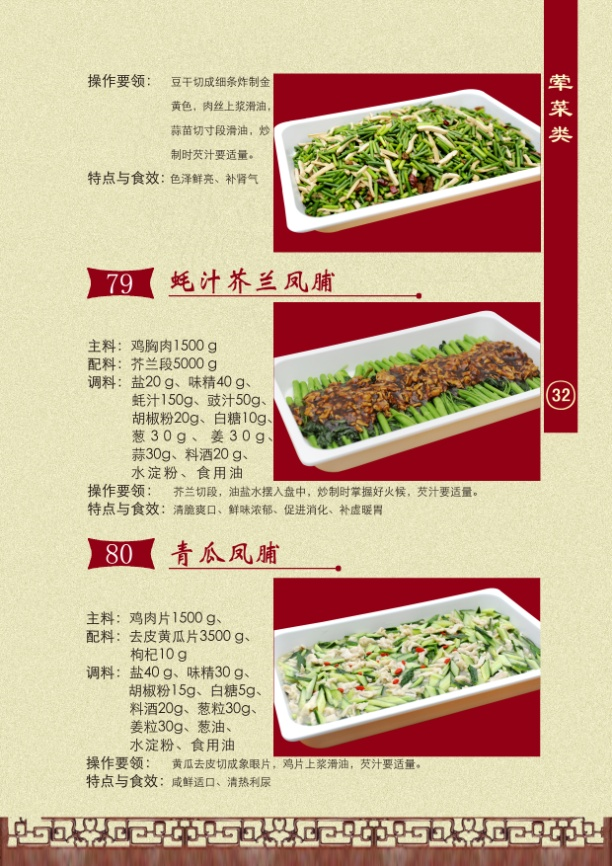 操作要领：豆干切成细条炸制金
黄色，肉丝上浆滑油，
蒜苗切寸段滑油，炒
制时芡汁要适量。
特点与食效：色泽鲜亮、补肾气
荤菜类
79 蚝汁芥兰凤脯
主料：鸡胸肉1500 g
配料：芥兰段5000 g
调料：盐20 g、味精40 g、
蚝汁150g、豉汁50g、
胡椒粉20g、白糖10g、
葱30g、姜30g、
蒜30g、料酒20 g、
水淀粉、食用油
32
操作要领：芥兰切段，油盐水摆入盘中，炒制时掌握好火候，芡汁要适量。
特点与食效：清脆爽口、鲜味浓郁、促进消化、补虚暖胃
80 青瓜凤脯
主料：鸡肉片1500 g、
配料：去皮黄瓜片3500 g、
枸杞10 g
调料：盐40 g、味精30 g、
胡椒粉15g、白糖5g、
料酒20g、葱粒30g、
姜粒30g、葱油、
水淀粉、食用油
操作要领：黄瓜去皮切成象眼片，鸡片上浆滑油，芡汁要适量。
特点与食效：咸鲜适口、清热利尿